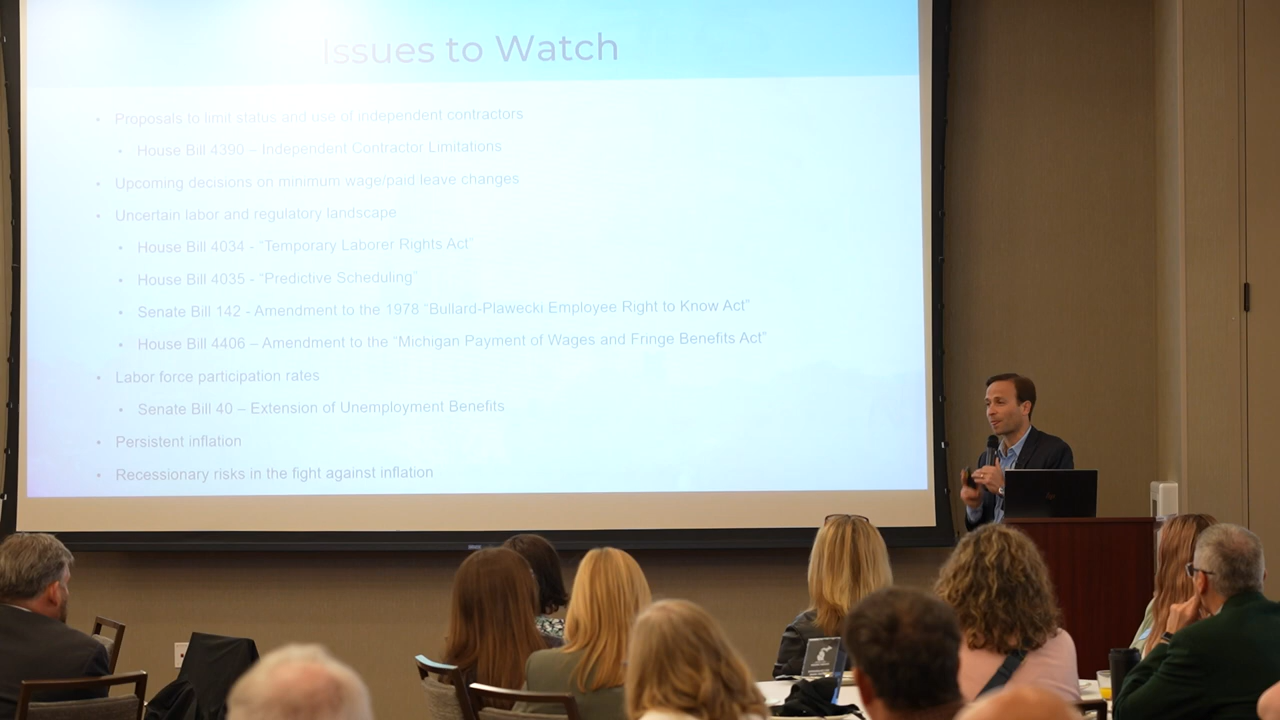 Issues to Watch
• Proposals to limit status and use of independent contractors
• House Bill 4390 – Independent Contractor Limitations
• Upcoming decisions on minimum wage/paid leave changes
• Uncertain labor and regulatory landscape
• House Bill 4034 - "Temporary Laborer Rights Act"
• House Bill 4035 - "Predictive Scheduling"
• Senate Bill 142 - Amendment to the 1978 "Bullard-Plawecki Employee Right to Know Act"
• House Bill 4406 – Amendment to the "Michigan Payment of Wages and Fringe Benefits Act"
• Labor force participation rates
• Senate Bill 40 – Extension of Unemployment Benefits
• Persistent inflation
• Recessionary risks in the fight against inflation